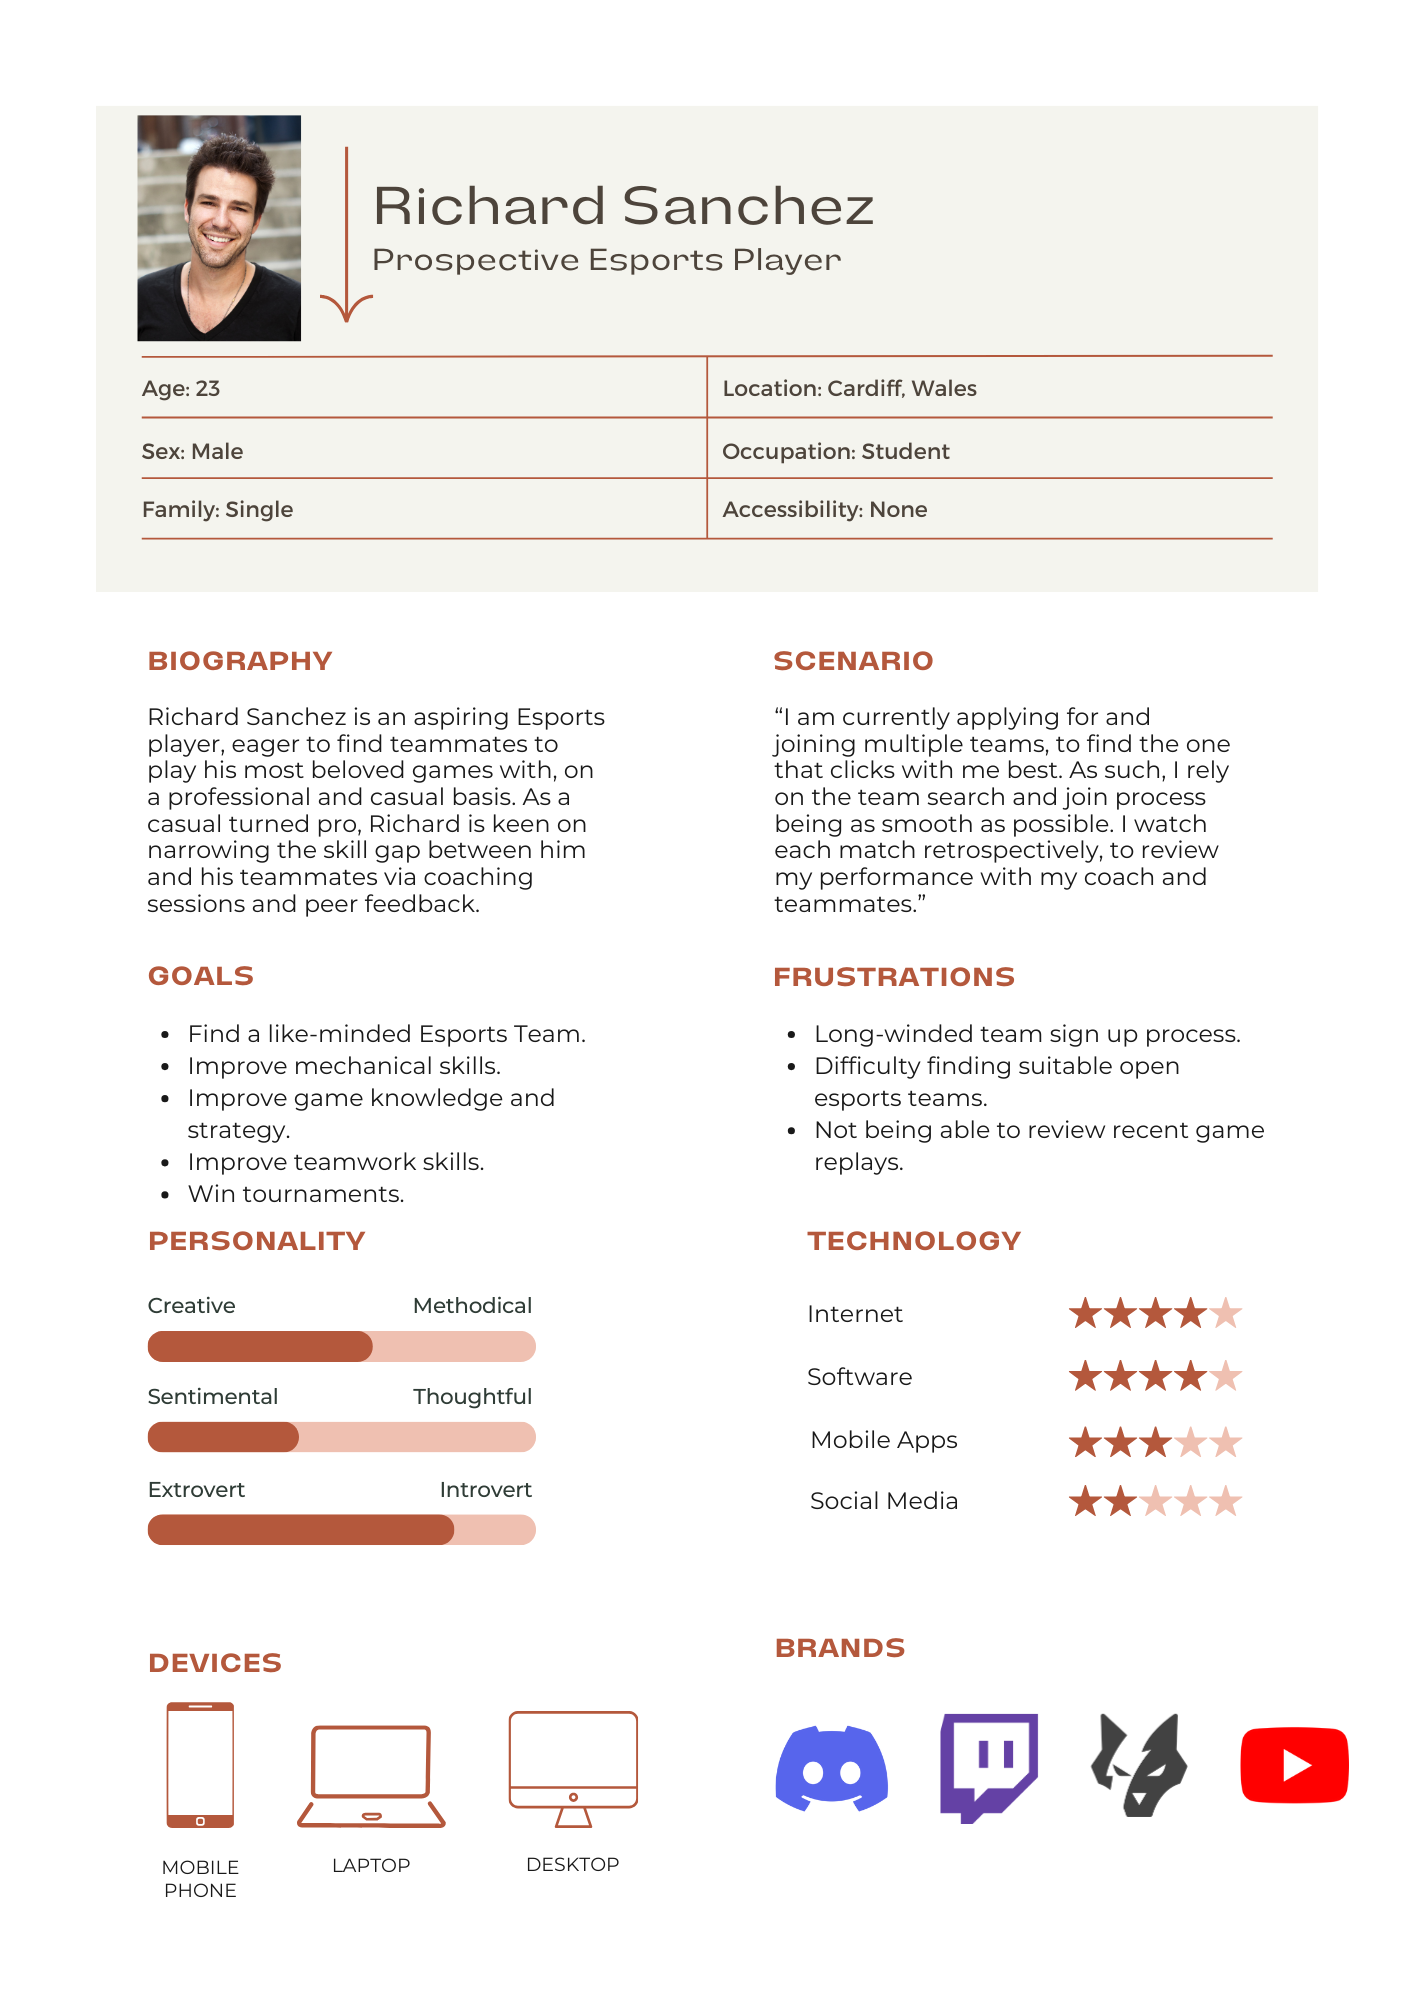 Richard Sanchez
Prospective Esports Player
Age: 23
Location: Cardiff, Wales
Sex: Male
Occupation: Student
Family: Single
Accessibility: None
BIOGRAPHY
Richard Sanchez is an aspiring Esports
player, eager to find teammates to
play his most beloved games with, on
a professional and casual basis. As a
casual turned pro, Richard is keen on
narrowing the skill gap between him
and his teammates via coaching
sessions and peer feedback.
SCENARIO
“I am currently applying for and
joining multiple teams, to find the one
that clicks with me best. As such, I rely
on the team search and join process
being as smooth as possible. I watch
each match retrospectively, to review
my performance with my coach and
teammates.”
GOALS
• Find a like-minded Esports Team.
• Improve mechanical skills.
• Improve game knowledge and
strategy.
• Improve teamwork skills.
• Win tournaments.
FRUSTRATIONS
• Long-winded team sign up process.
• Difficulty finding suitable open
esports teams.
• Not being able to review recent game
replays.
PERSONALITY
Creative Methodical
Sentimental Thoughtful
Extrovert Introvert
TECHNOLOGY
Internet
Software
Mobile Apps
Social Media
DEVICES
MOBILE
PHONE
LAPTOP
DESKTOP
BRANDS